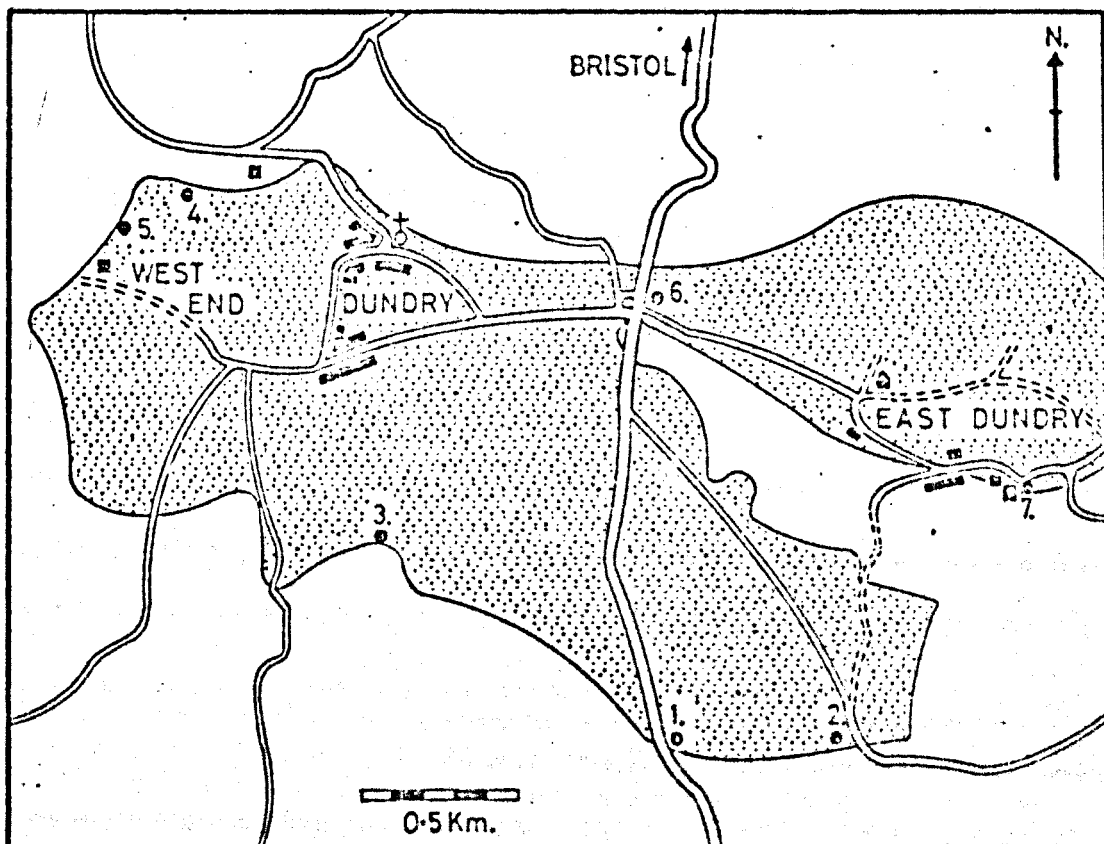 N.
BRISTOL
4.
5.
WEST
END
DUNDRY
6.
EAST DUNDRY
7.
3.
1.
2.
0·5 Km.